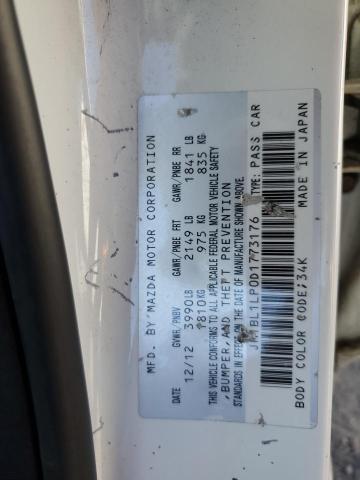 MFD. BY MAZDA MOTOR CORPORATION
GVWR/PNBV GAWR/PNBE FRT GAWR/PNBE RR
12/12 3990LB 2149 LB 1841 LB
1810KG 975 KG 835 KG
THIS VEHICLE CONFORMS TO ALL APPLICABLE FEDERAL MOTOR VEHICLE SAFETY
,BUMPER,AND THEFT PREVENTION
STANDARDS IN EFFECT ON THE DATE OF MANUFACTURE SHOWN ABOVE.
TYPE: PASS CAR
BODY COLOR CODE;34K MADE IN JAPAN